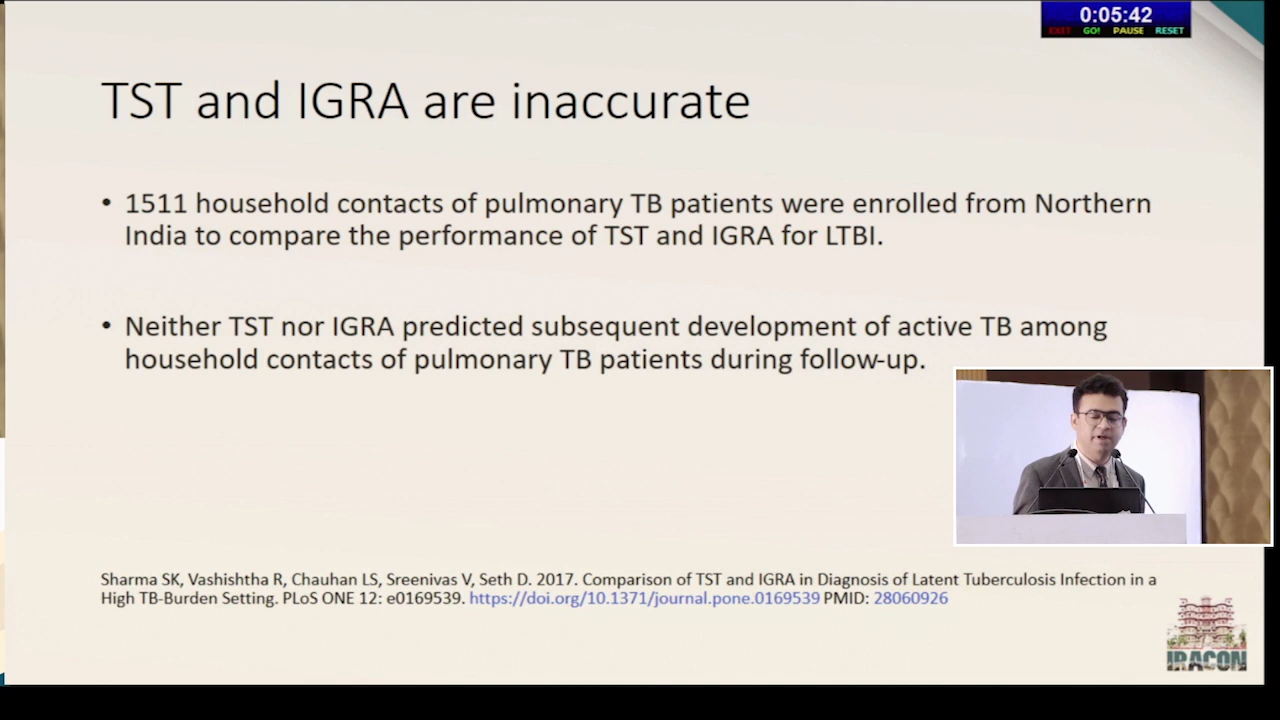 0:05:42
EXIT GO! PAUSE RESET
TST and IGRA are inaccurate
• 1511 household contacts of pulmonary TB patients were enrolled from Northern
India to compare the performance of TST and IGRA for LTBI.
• Neither TST nor IGRA predicted subsequent development of active TB among
household contacts of pulmonary TB patients during follow-up.
Sharma SK, Vashishtha R, Chauhan LS, Sreenivas V, Seth D. 2017. Comparison of TST and IGRA in Diagnosis of Latent Tuberculosis Infection in a
High TB-Burden Setting. PLoS ONE 12: e0169539. https://doi.org/10.1371/journal.pone.0169539 PMID: 28060926
IRACON